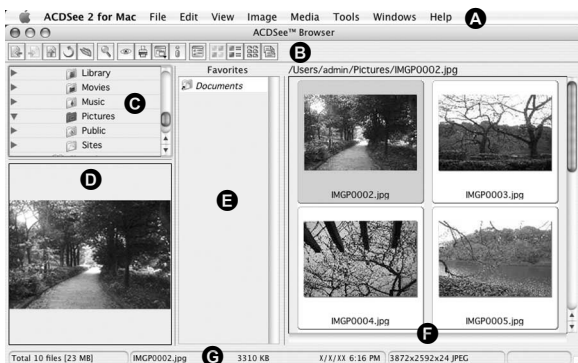 ACDSee 2 for Mac File Edit View Image Media Tools Windows Help A
ACDSee™ Browser
B
Library
Movies
Music
Pictures
Public
Sites
C
Favorites
Documents
/Users/admin/Pictures/IMGP0002.jpg
IMGP0002.jpg
IMGP0003.jpg
D
E
IMGP0004.jpg
IMGP0005.jpg
F
Total 10 files [23 MB] IMGP0002.jpg G 3310 KB X/X/XX 6:16 PM 3872x2592x24 JPEG